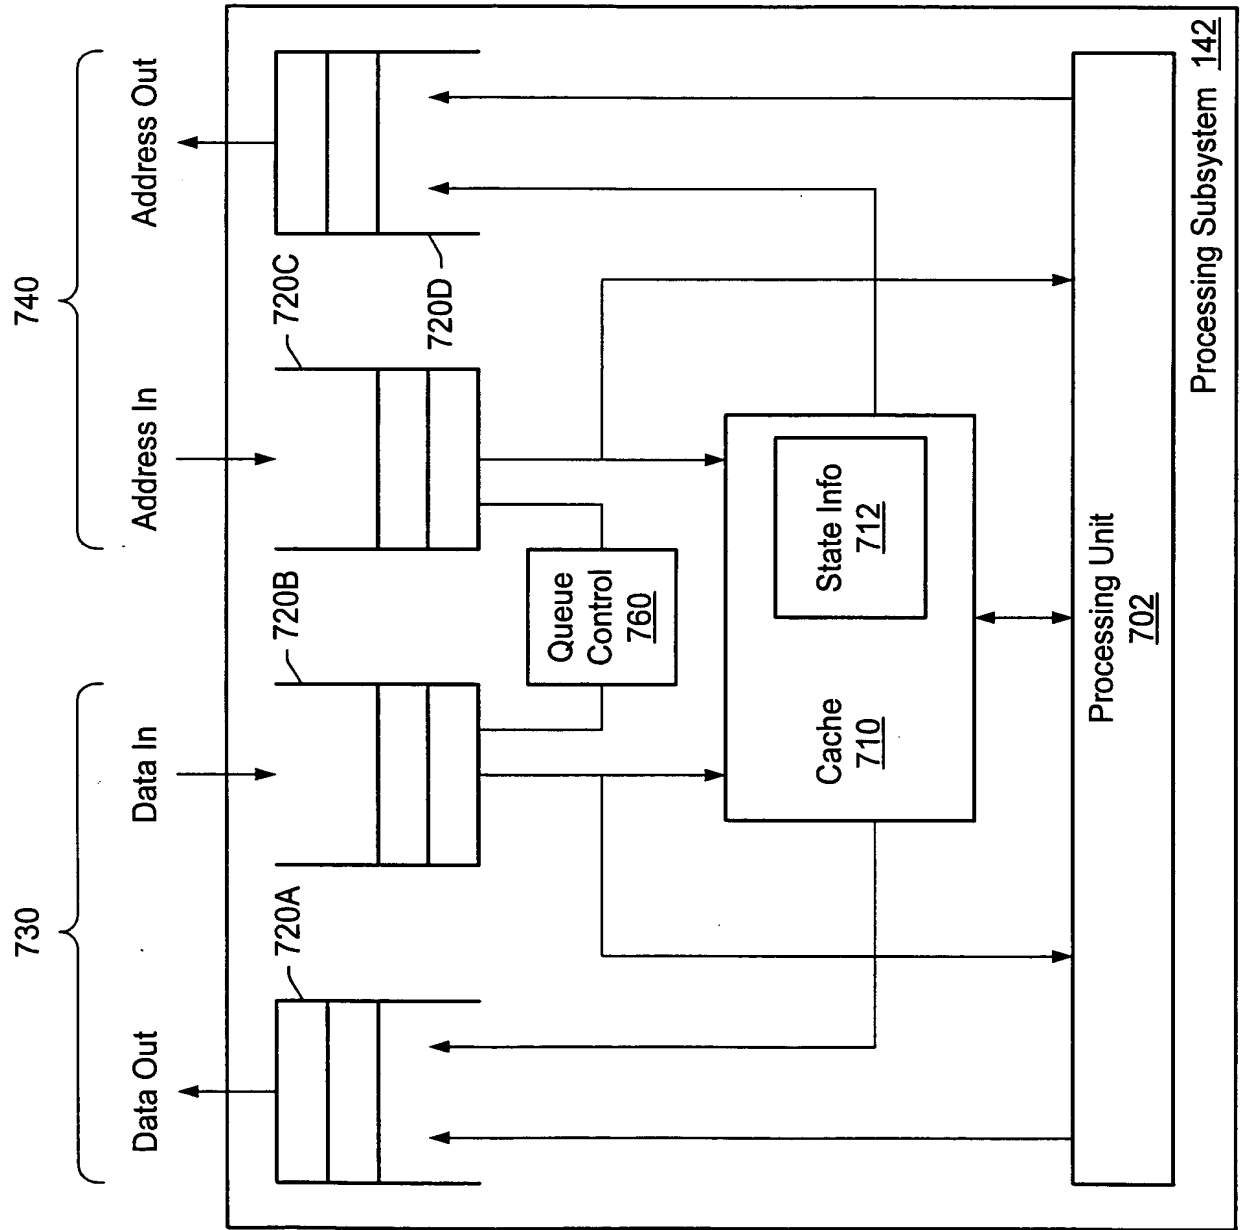 730
740
Data Out
Data In
Address In
Address Out
720A
720B
720C
720D
Queue
Control
760
Cache
710
State Info
712
Processing Unit
702
Processing Subsystem 142